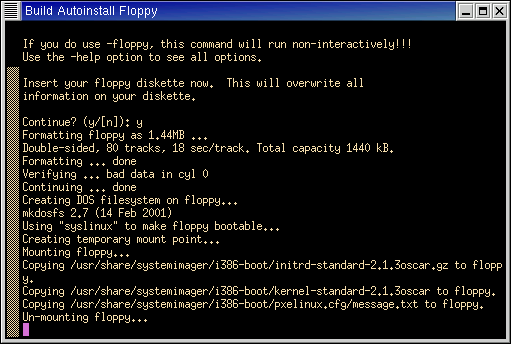 Build Autoinstall Floppy
If you do use -floppy, this command will run non-interactively!!!
Use the -help option to see all options.
Insert your floppy diskette now.  This will overwrite all
information on your diskette.
Continue? (y/[n]): y
Formatting floppy as 1.44MB ...
Double-sided, 80 tracks, 18 sec/track. Total capacity 1440 kB.
Formatting ... done
Verifying ... bad data in cyl 0
Continuing ... done
Creating DOS filesystem on floppy...
mkdosfs 2.7 (14 Feb 2001)
Using "syslinux" to make floppy bootable...
Creating temporary mount point...
Mounting floppy...
Copying /usr/share/systemimager/i386-boot/initrd-standard-2.1.3oscar.gz to flopp
y.
Copying /usr/share/systemimager/i386-boot/kernel-standard-2.1.3oscar to floppy.
Copying /usr/share/systemimager/i386-boot/pxelinux.cfg/message.txt to floppy.
Un-mounting floppy...